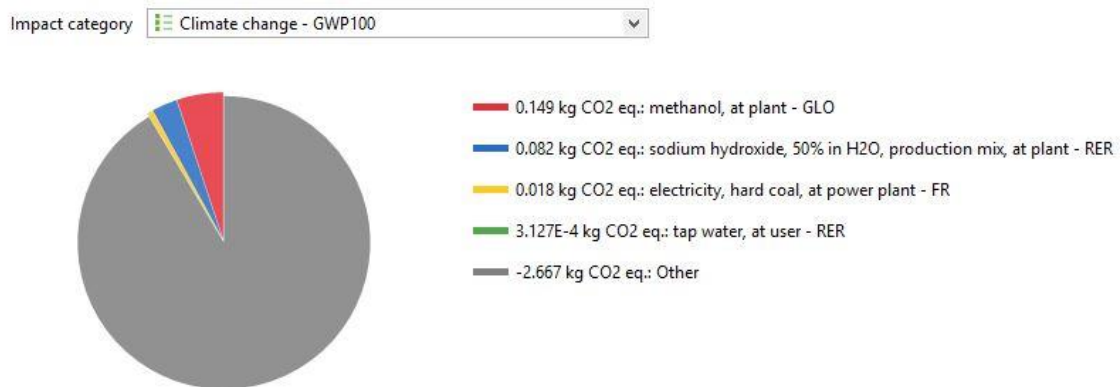 Impact category Climate change - GWP100
0.149 kg CO2 eq.: methanol, at plant - GLO
0.082 kg CO2 eq.: sodium hydroxide, 50% in H2O, production mix, at plant - RER
0.018 kg CO2 eq.: electricity, hard coal, at power plant - FR
3.127E-4 kg CO2 eq.: tap water, at user - RER
-2.667 kg CO2 eq.: Other